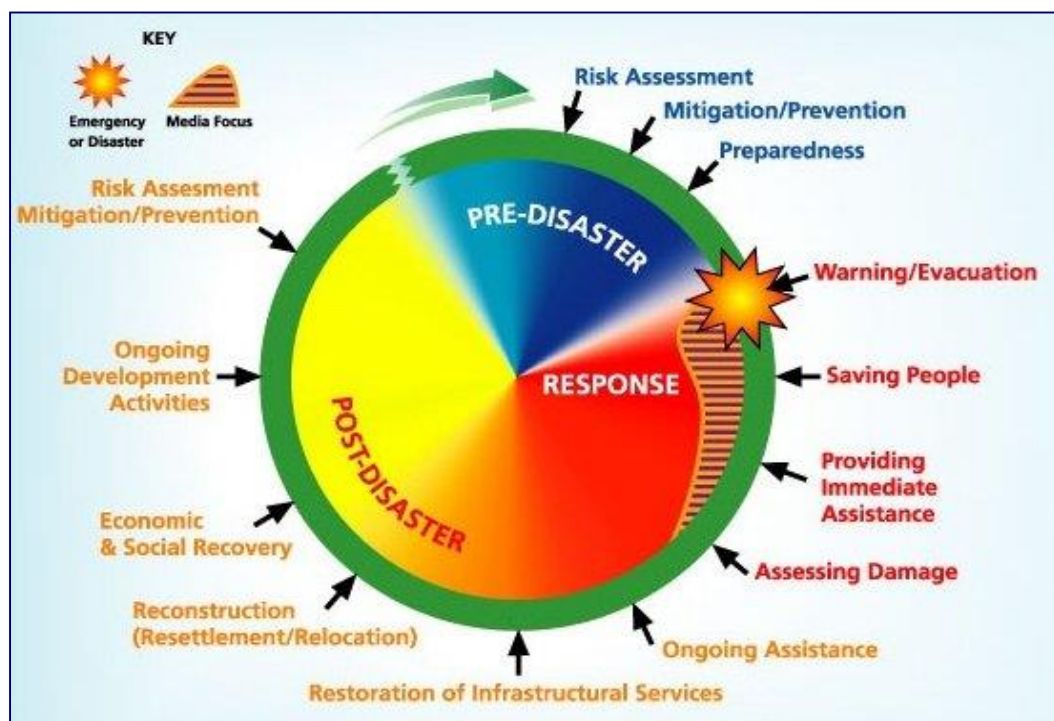 KEY
Emergency
or Disaster
Media Focus
Risk Assessment
Mitigation/Prevention
Preparedness
Warning/Evacuation
Saving People
Providing
Immediate
Assistance
Assessing Damage
Ongoing Assistance
Restoration of Infrastructural Services
Reconstruction
(Resettlement/Relocation)
Economic
& Social Recovery
Ongoing
Development
Activities
Risk Assesment
Mitigation/Prevention
PRE-DISASTER
RESPONSE
POST-DISASTER